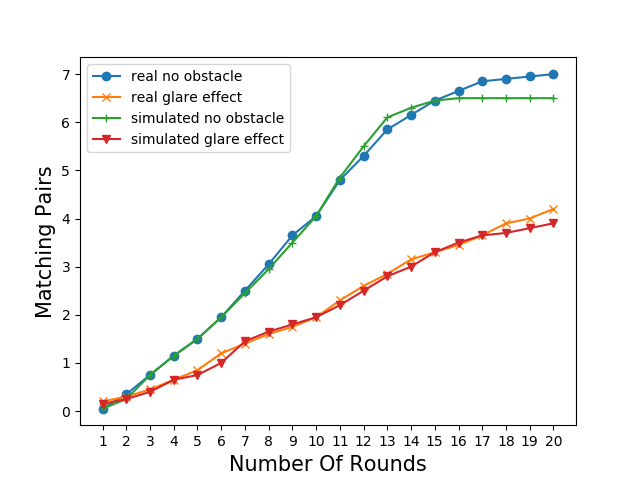 real no obstacle
real glare effect
simulated no obstacle
simulated glare effect
7
6
5
4
3
2
1
0
Matching Pairs
1 2 3 4 5 6 7 8 9 10 11 12 13 14 15 16 17 18 19 20
Number Of Rounds